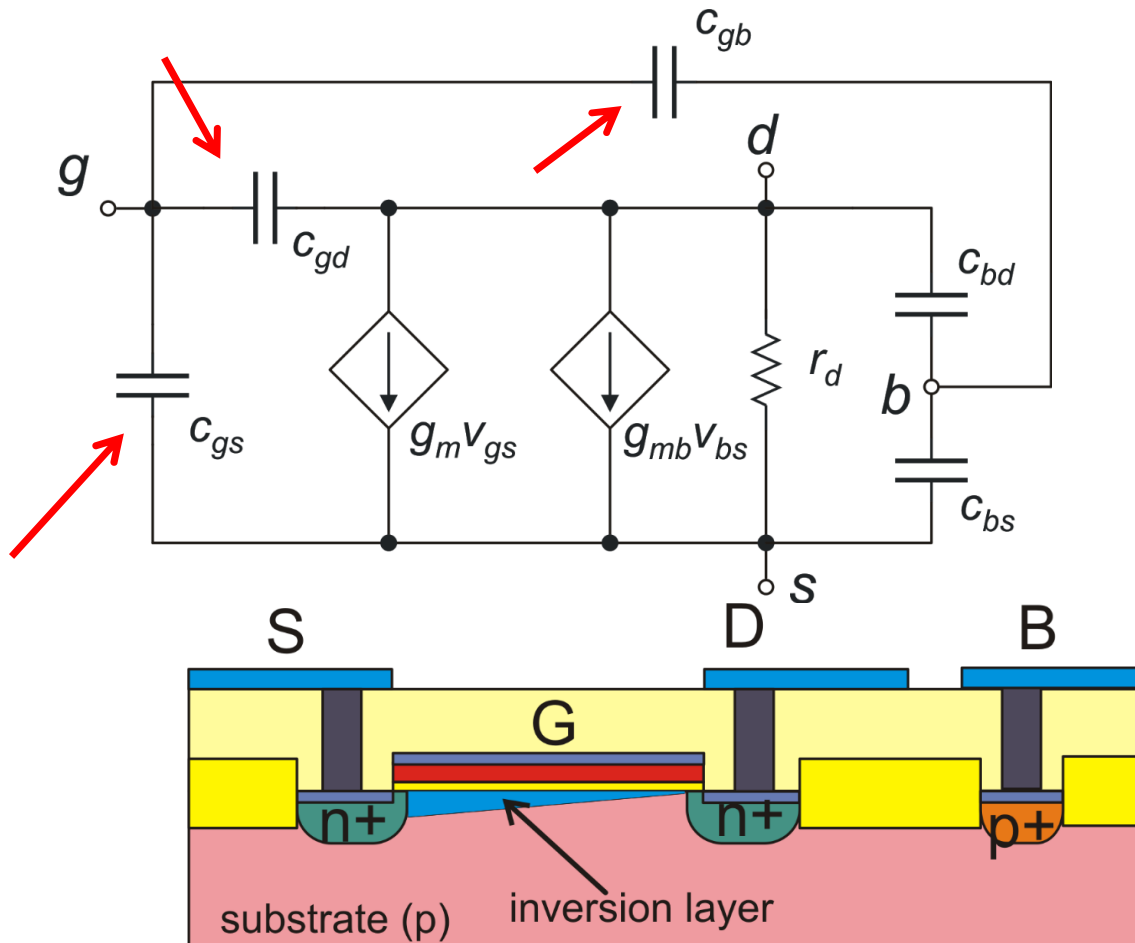 c_gb
d
g
c_gd
c_bd
r_d
b
c_gs
g_m v_gs
g_mb v_bs
c_bs
s
S
D
B
G
n+
n+
p+
inversion layer
substrate (p)